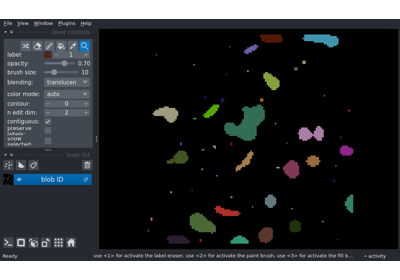 File View Window Plugins Help
layer controls
label: 1
opacity: 0.70
brush size: 10
blending: translucen
color mode: auto
contour: 0
n edit dim: 2
contiguous:
preserve
labels:
show
selected:
layer list
blob ID
Ready use <1> for activate the label eraser, use <2> for activate the paint brush, use <3> for activate the fill b... activity